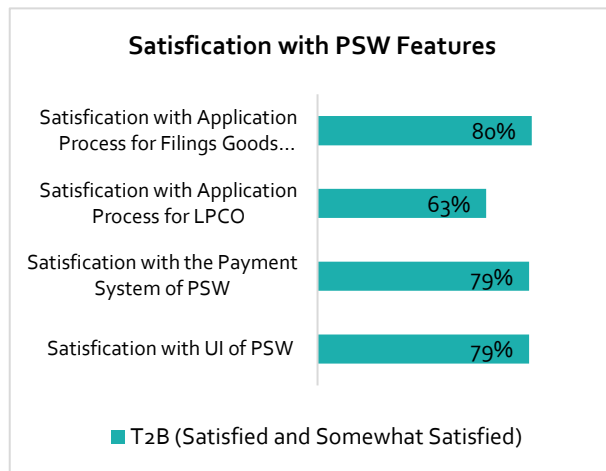 Satisfication with PSW Features
Satisfication with Application
Process for Filings Goods...
80%
Satisfication with Application
Process for LPCO
63%
Satisfication with the Payment
System of PSW
79%
Satisfication with UI of PSW
79%
T2B (Satisfied and Somewhat Satisfied)